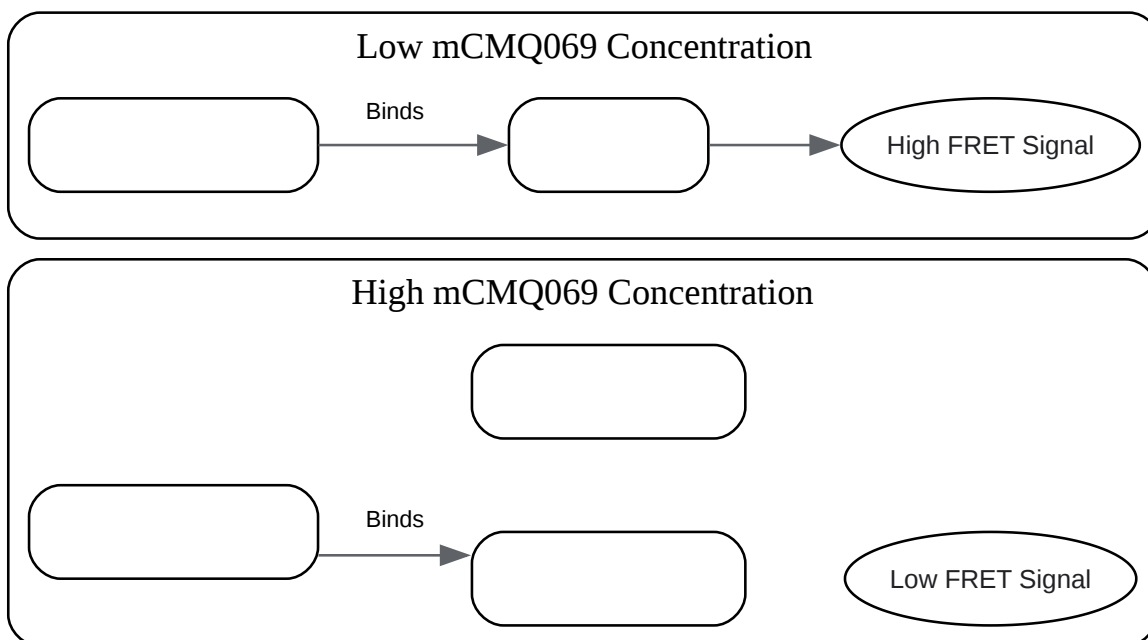 Low mCMQ069 Concentration
Binds
High FRET Signal
High mCMQ069 Concentration
Binds
Low FRET Signal